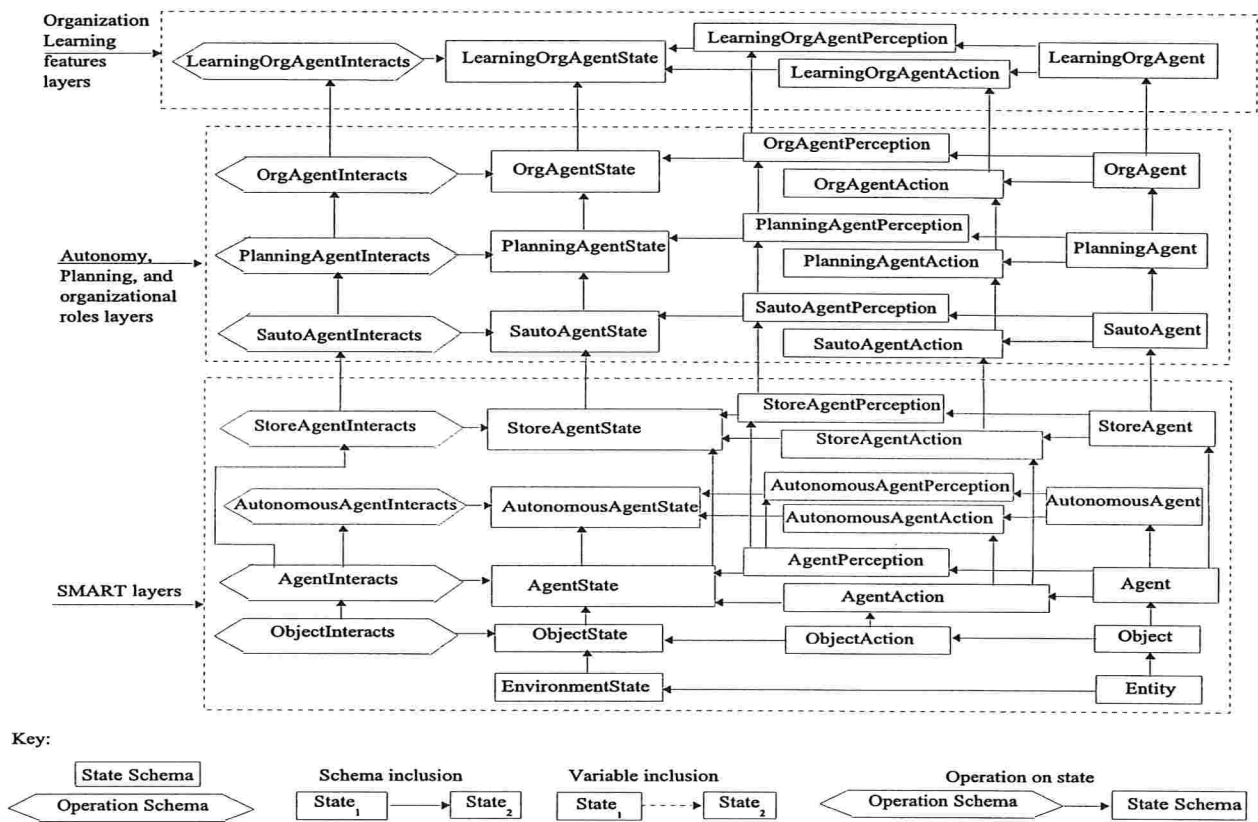 Organization
Learning
features
layers
LearningOrgAgentInteracts
LearningOrgAgentState
LearningOrgAgentPerception
LearningOrgAgentAction
LearningOrgAgent
Autonomy,
Planning, and
organizational
roles layers
OrgAgentInteracts
OrgAgentState
OrgAgentPerception
OrgAgentAction
OrgAgent
PlanningAgentInteracts
PlanningAgentState
PlanningAgentPerception
PlanningAgentAction
PlanningAgent
SautoAgentInteracts
SautoAgentState
SautoAgentPerception
SautoAgentAction
SautoAgent
SMART layers
StoreAgentInteracts
StoreAgentState
StoreAgentPerception
StoreAgentAction
StoreAgent
AutonomousAgentInteracts
AutonomousAgentState
AutonomousAgentPerception
AutonomousAgentAction
AutonomousAgent
AgentInteracts
AgentState
AgentPerception
AgentAction
Agent
ObjectInteracts
ObjectState
ObjectAction
Object
EnvironmentState
Entity
Key:
State Schema
Operation Schema
Schema inclusion
State₁
State₂
Variable inclusion
State₁
State₂
Operation on state
Operation Schema
State Schema